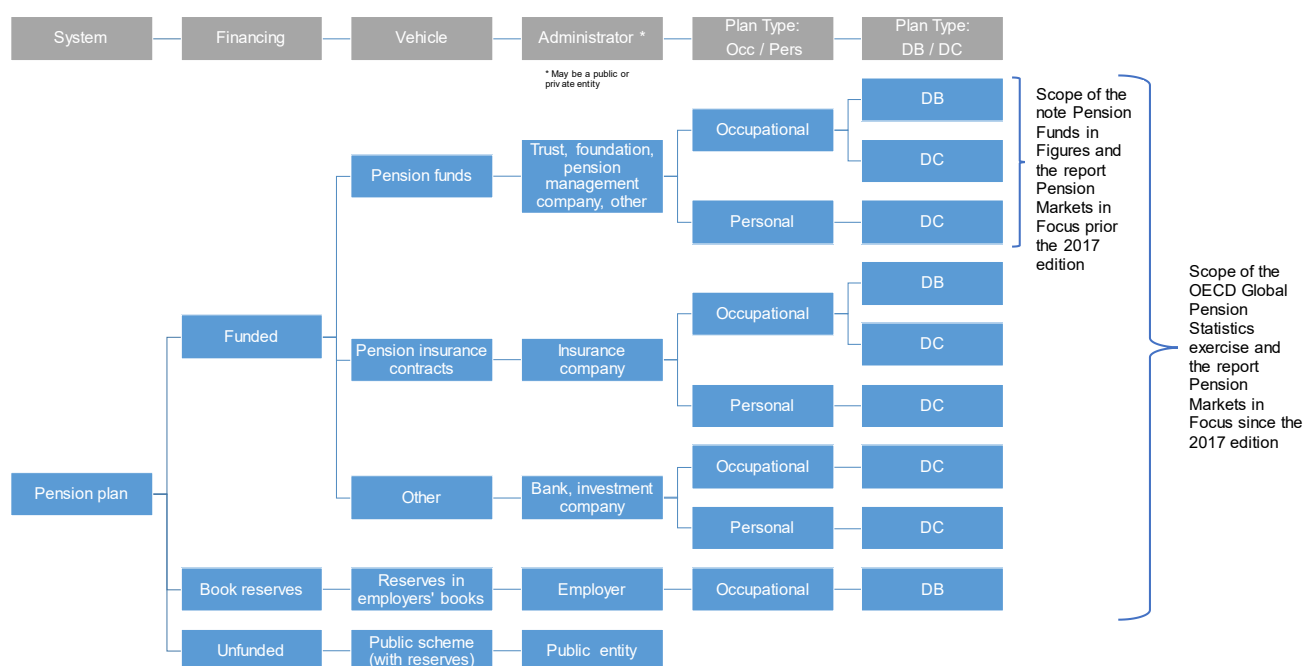 System
Financing
Vehicle
Administrator *
Plan Type:
Occ / Pers
Plan Type:
DB / DC
* May be a public or
private entity
Pension plan
Funded
Pension funds
Trust, foundation,
pension
management
company, other
Occupational
DB
DC
Personal
DC
Pension insurance
contracts
Insurance
company
Occupational
DB
DC
Personal
DC
Other
Bank, investment
company
Occupational
DC
Personal
DC
Book reserves
Reserves in
employers' books
Employer
Occupational
DB
Unfunded
Public scheme
(with reserves)
Public entity
Scope of the
note Pension
Funds in
Figures and
the report
Pension
Markets in
Focus prior
the 2017
edition
Scope of the
OECD Global
Pension
Statistics
exercise and
the report
Pension
Markets in
Focus since the
2017 edition